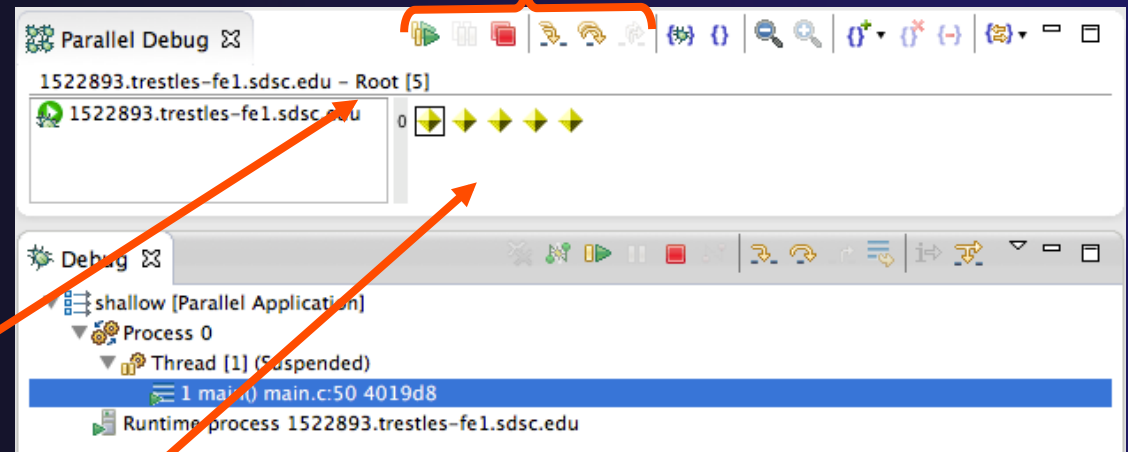 Parallel Debug
1522893.trestles-fe1.sdsc.edu - Root [5]
1522893.trestles-fe1.sdsc.edu
0
Debug
shallow [Parallel Application]
Process 0
Thread [1] (Suspended)
1 main() main.c:50 4019d8
Runtime process 1522893.trestles-fe1.sdsc.edu